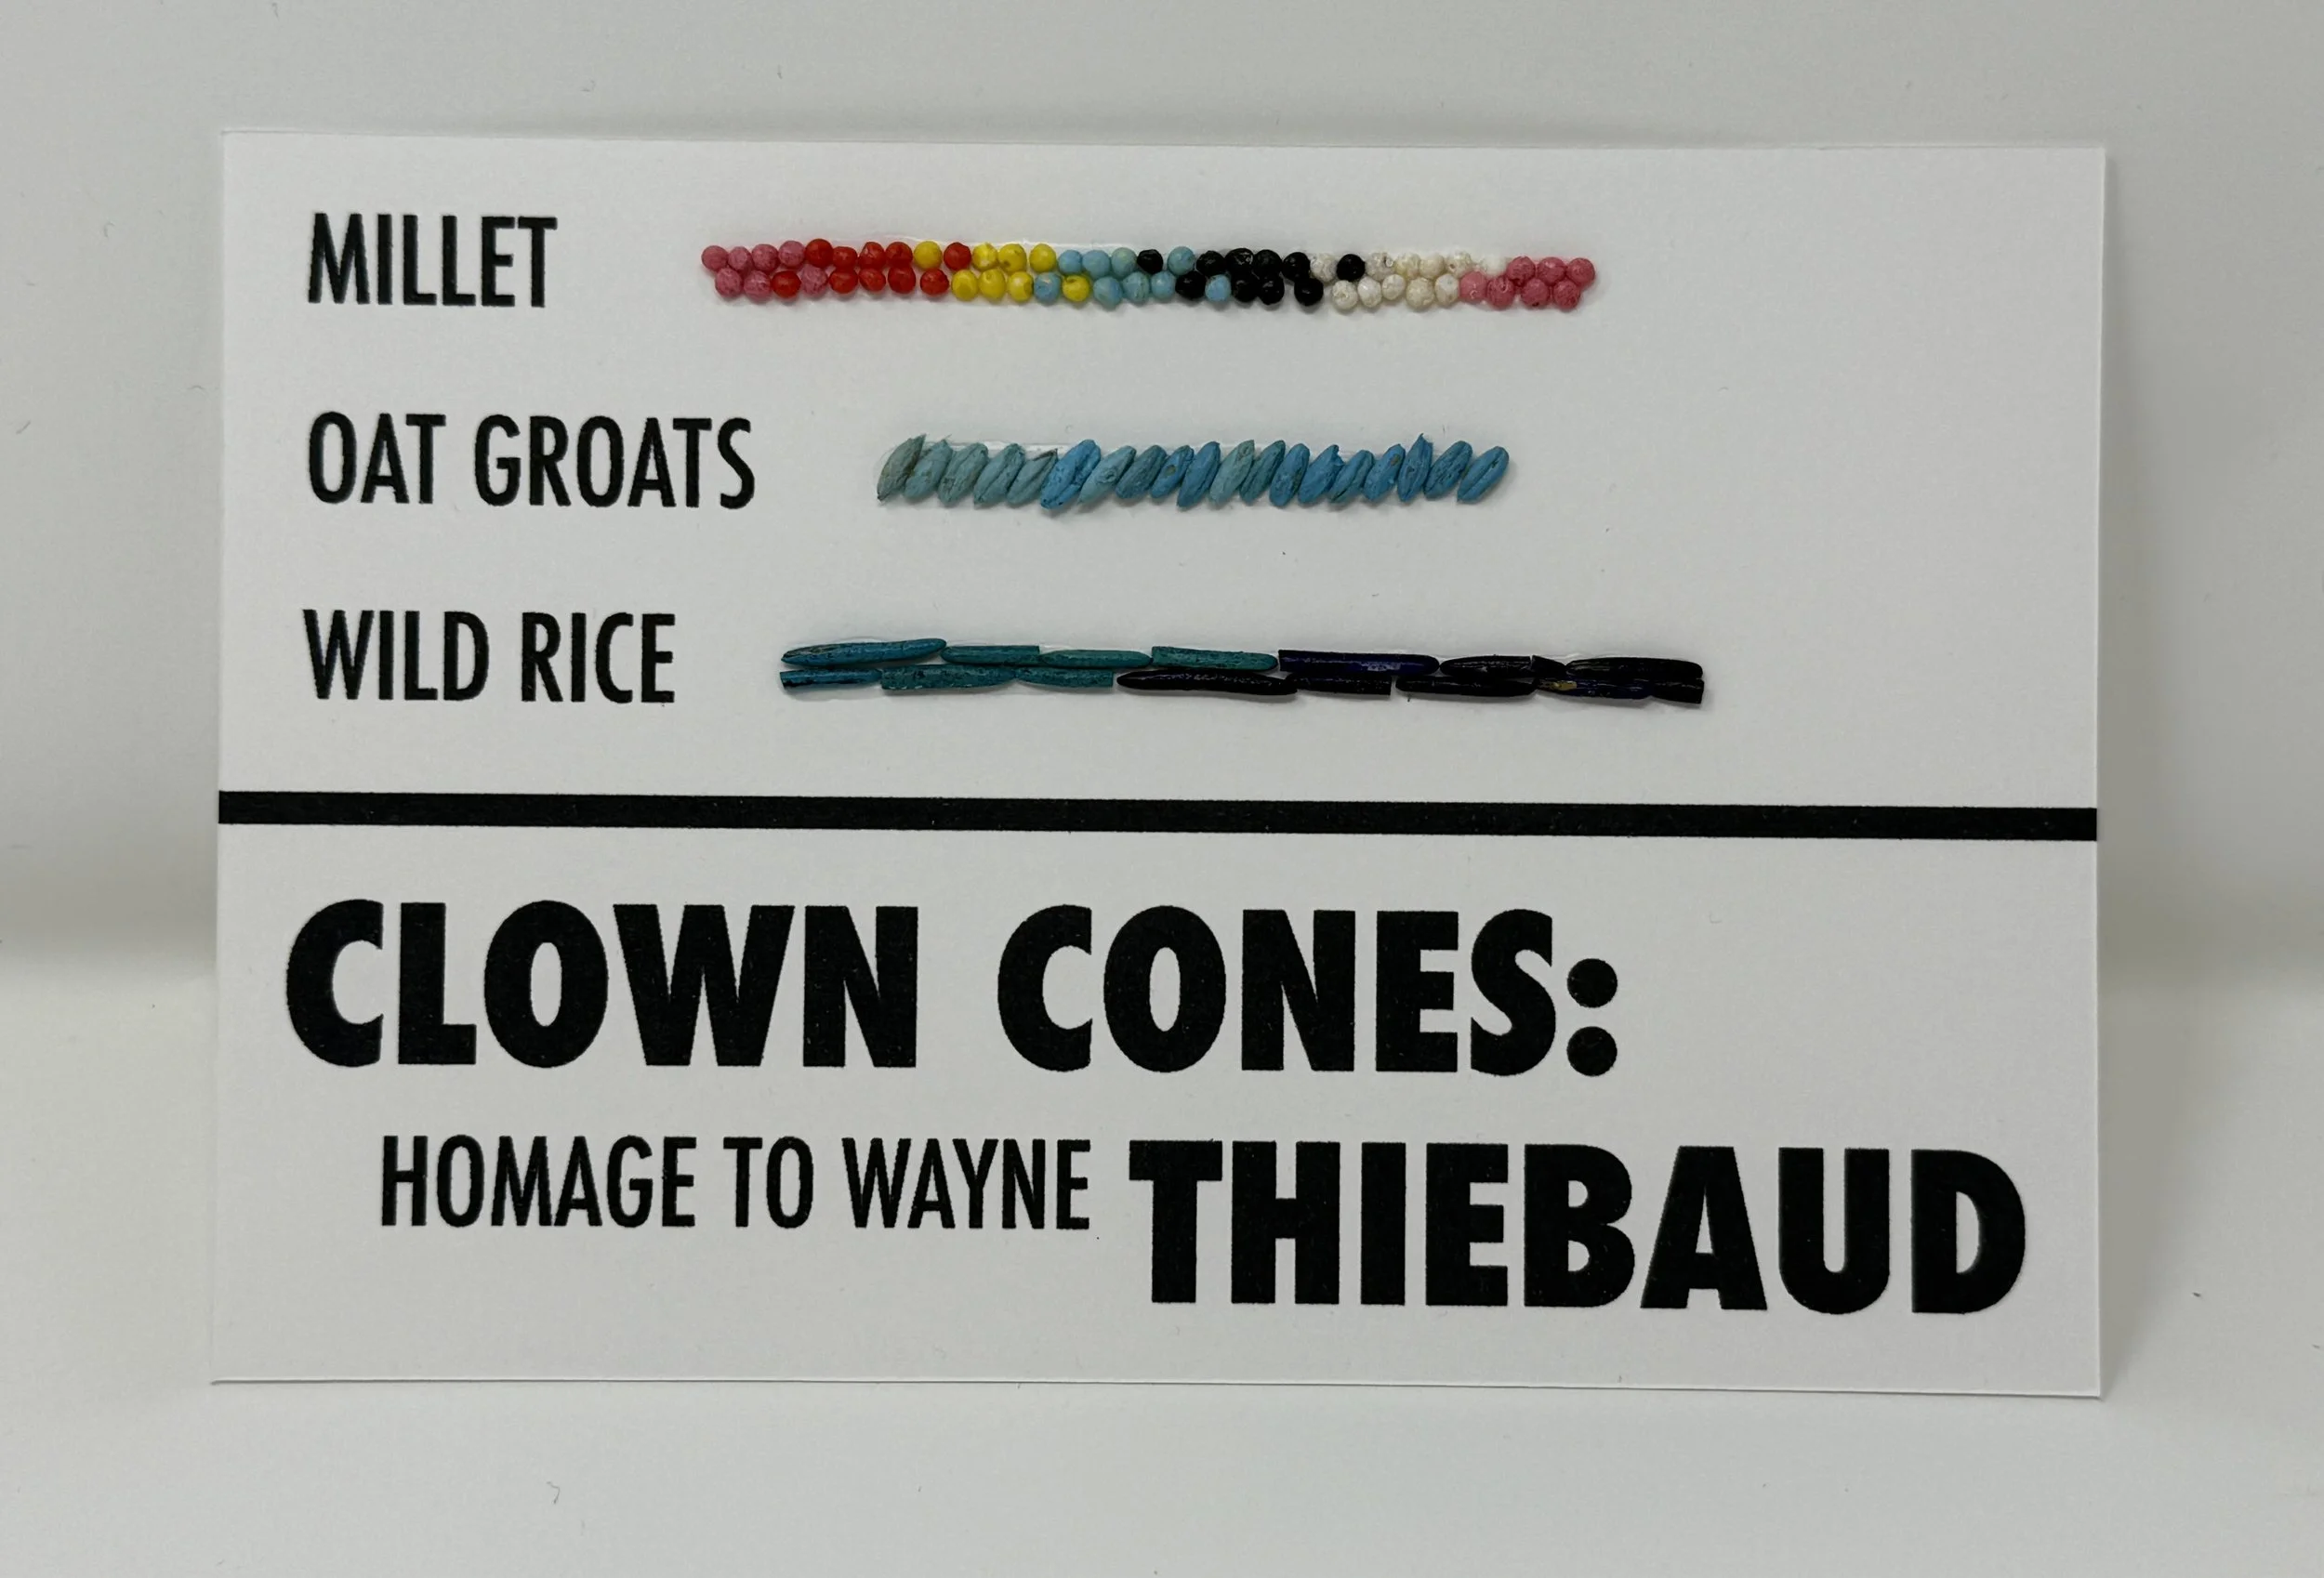 MILLET
OAT GROATS
WILD RICE
CLOWN CONES:
HOMAGE TO WAYNE THIEBAUD